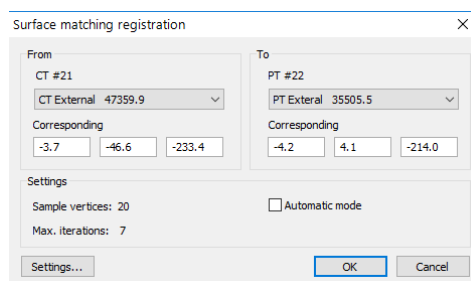 Surface matching registration
From
CT #21
CT External 47359.9
Corresponding
-3.7 -46.6 -233.4
To
PT #22
PT Exteral 35505.5
Corresponding
-4.2 4.1 -214.0
Settings
Sample vertices: 20
Max. iterations: 7
Automatic mode
Settings...
OK
Cancel